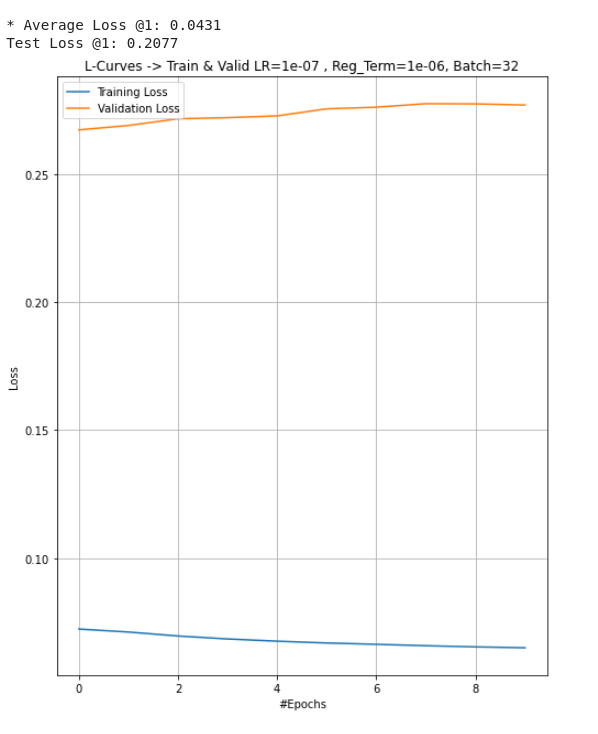 * Average Loss @1: 0.0431
Test Loss @1: 0.2077
L-Curves -> Train & Valid LR=1e-07 , Reg_Term=1e-06, Batch=32
Training Loss
Validation Loss
0.25
0.20
0.15
0.10
Loss
0 2 4 6 8
#Epochs